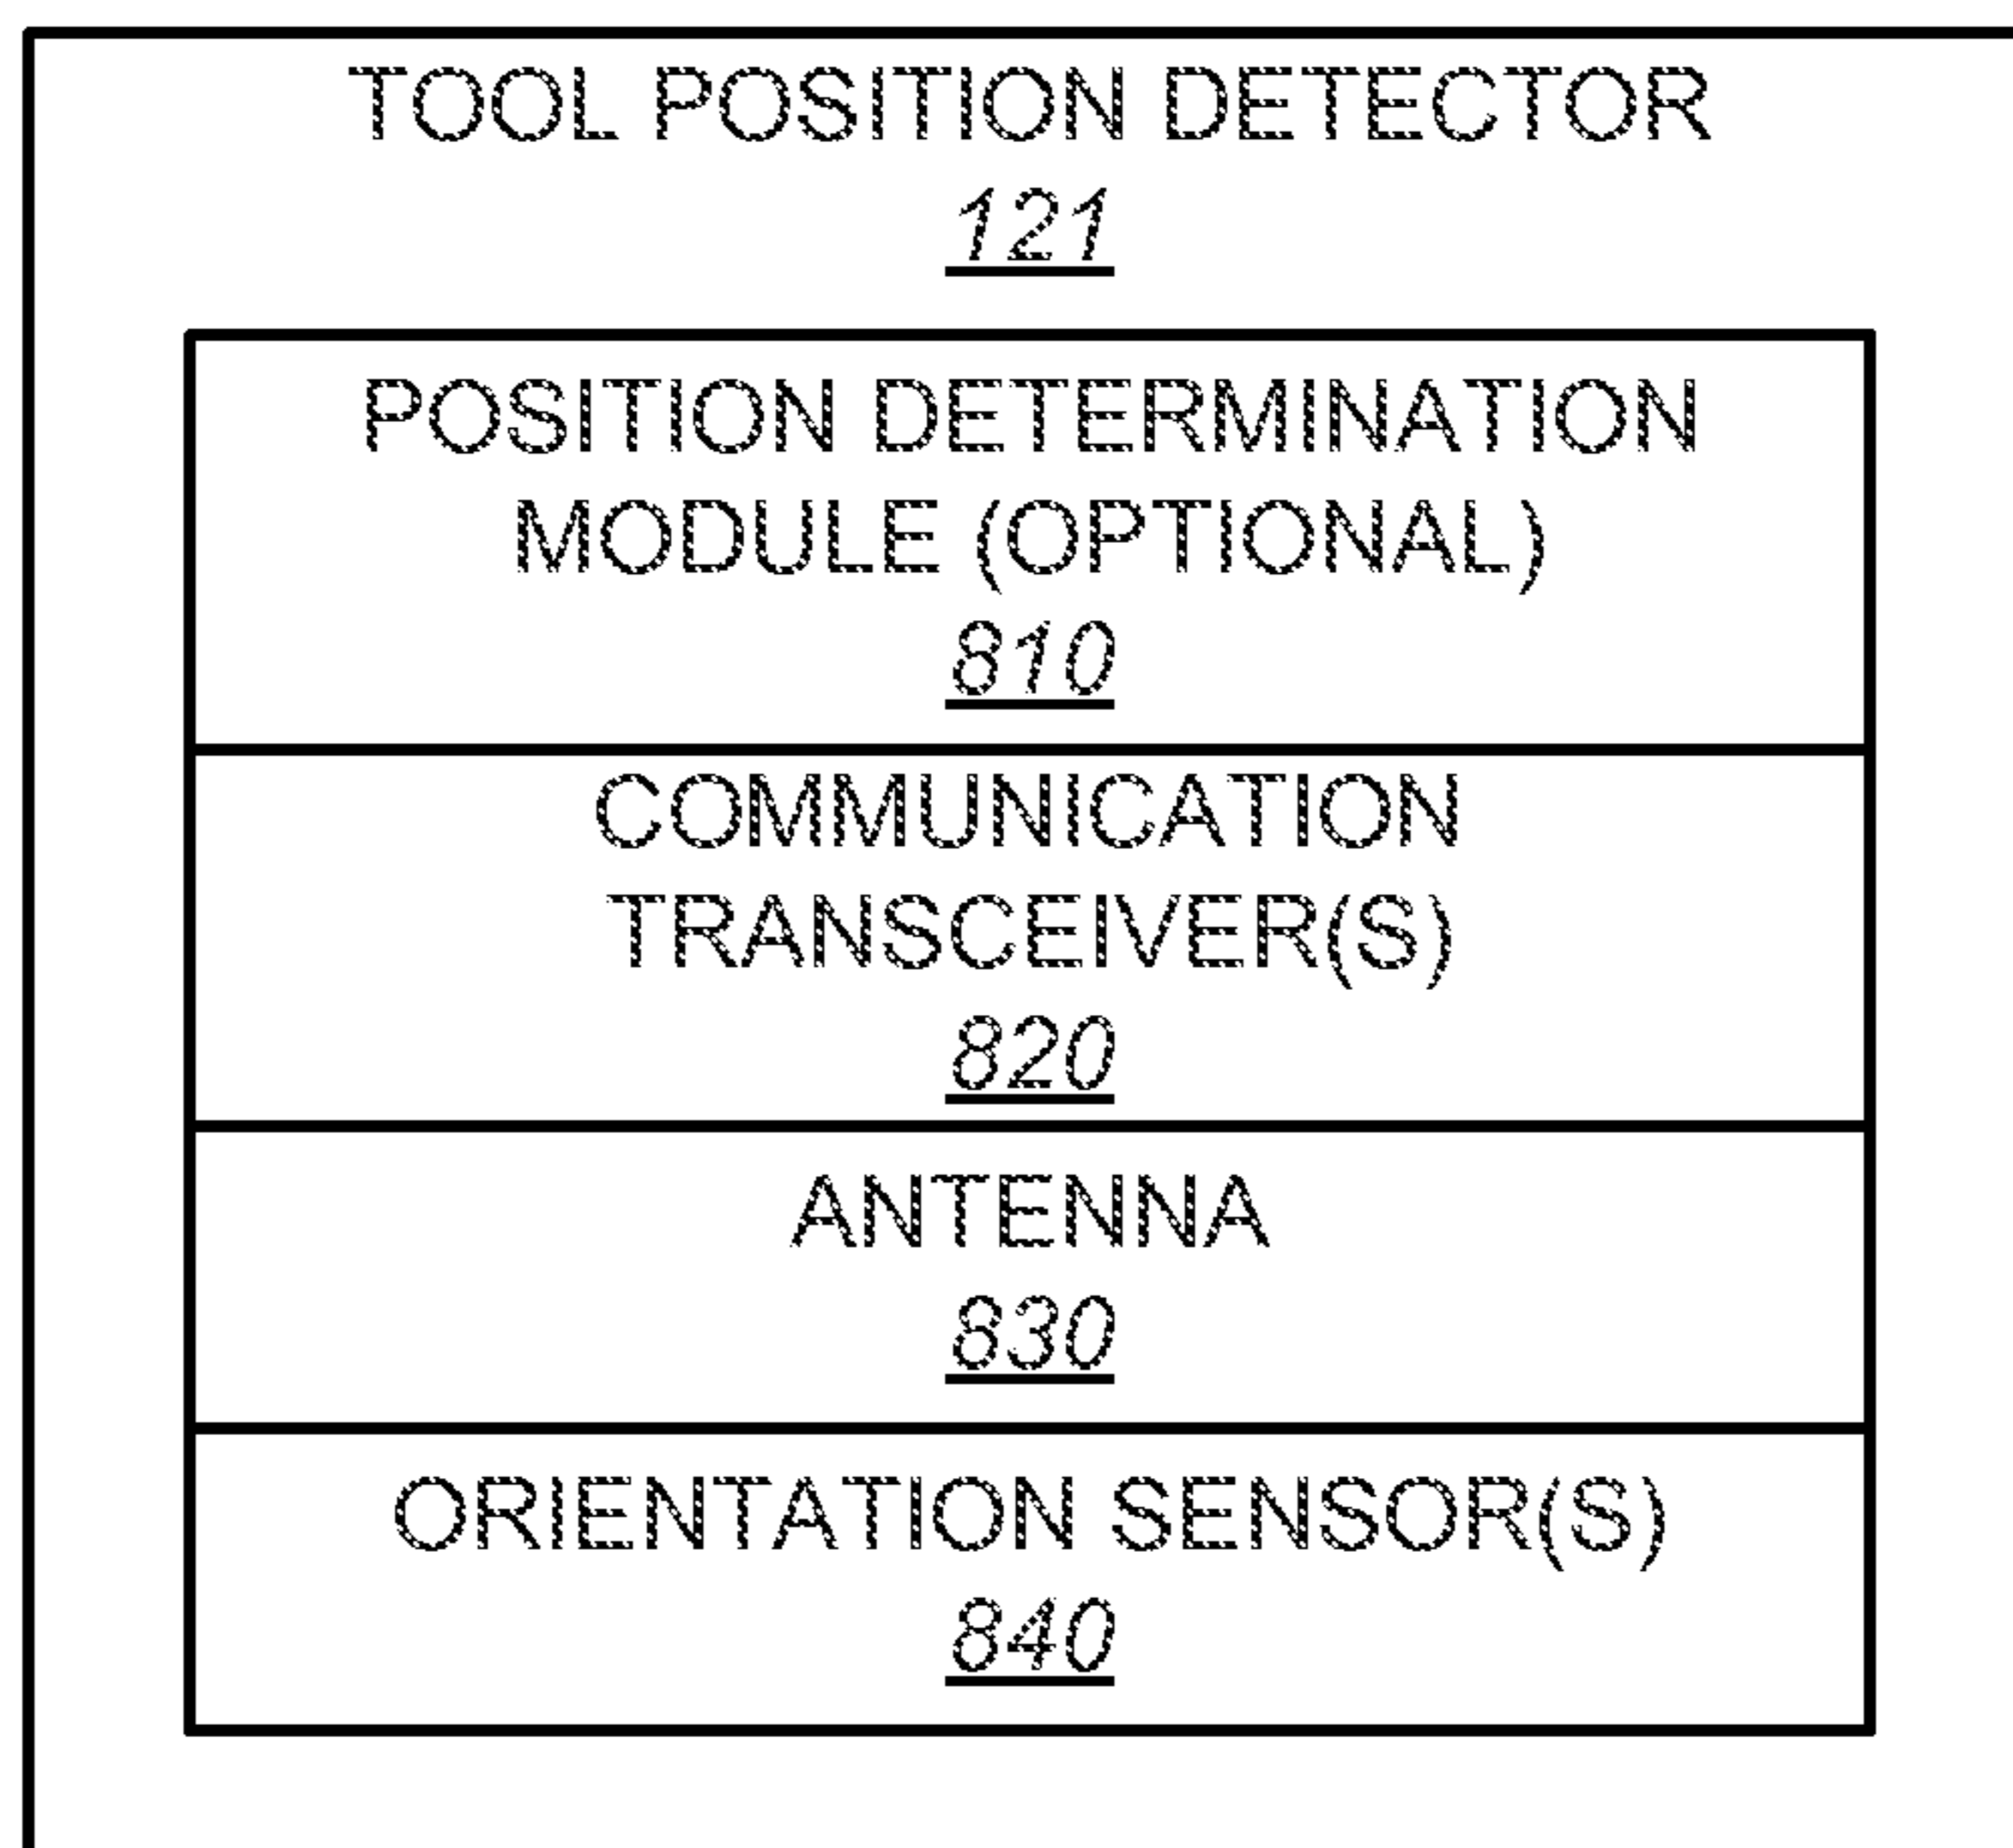 TOOL POSITION DETECTOR
121
POSITION DETERMINATION
MODULE (OPTIONAL)
810
COMMUNICATION
TRANSCEIVER(S)
820
ANTENNA
830
ORIENTATION SENSOR(S)
840